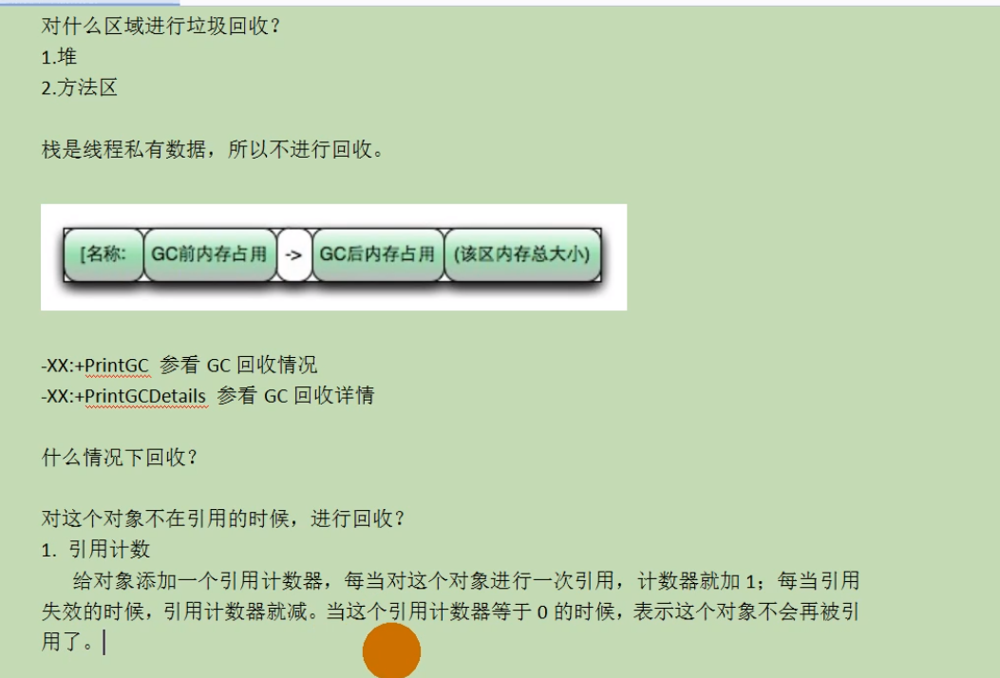 对什么区域进行垃圾回收？
1.堆
2.方法区
栈是线程私有数据，所以不进行回收。
[名称: GC前内存占用 -> GC后内存占用 (该区内存总大小)
-XX:+PrintGC 参看 GC 回收情况
-XX:+PrintGCDetails 参看 GC 回收详情
什么情况下回收？
对这个对象不在引用的时候，进行回收？
1. 引用计数
给对象添加一个引用计数器，每当对这个对象进行一次引用，计数器就加 1；每当引用
失效的时候，引用计数器就减。当这个引用计数器等于 0 的时候，表示这个对象不会再被引
用了。